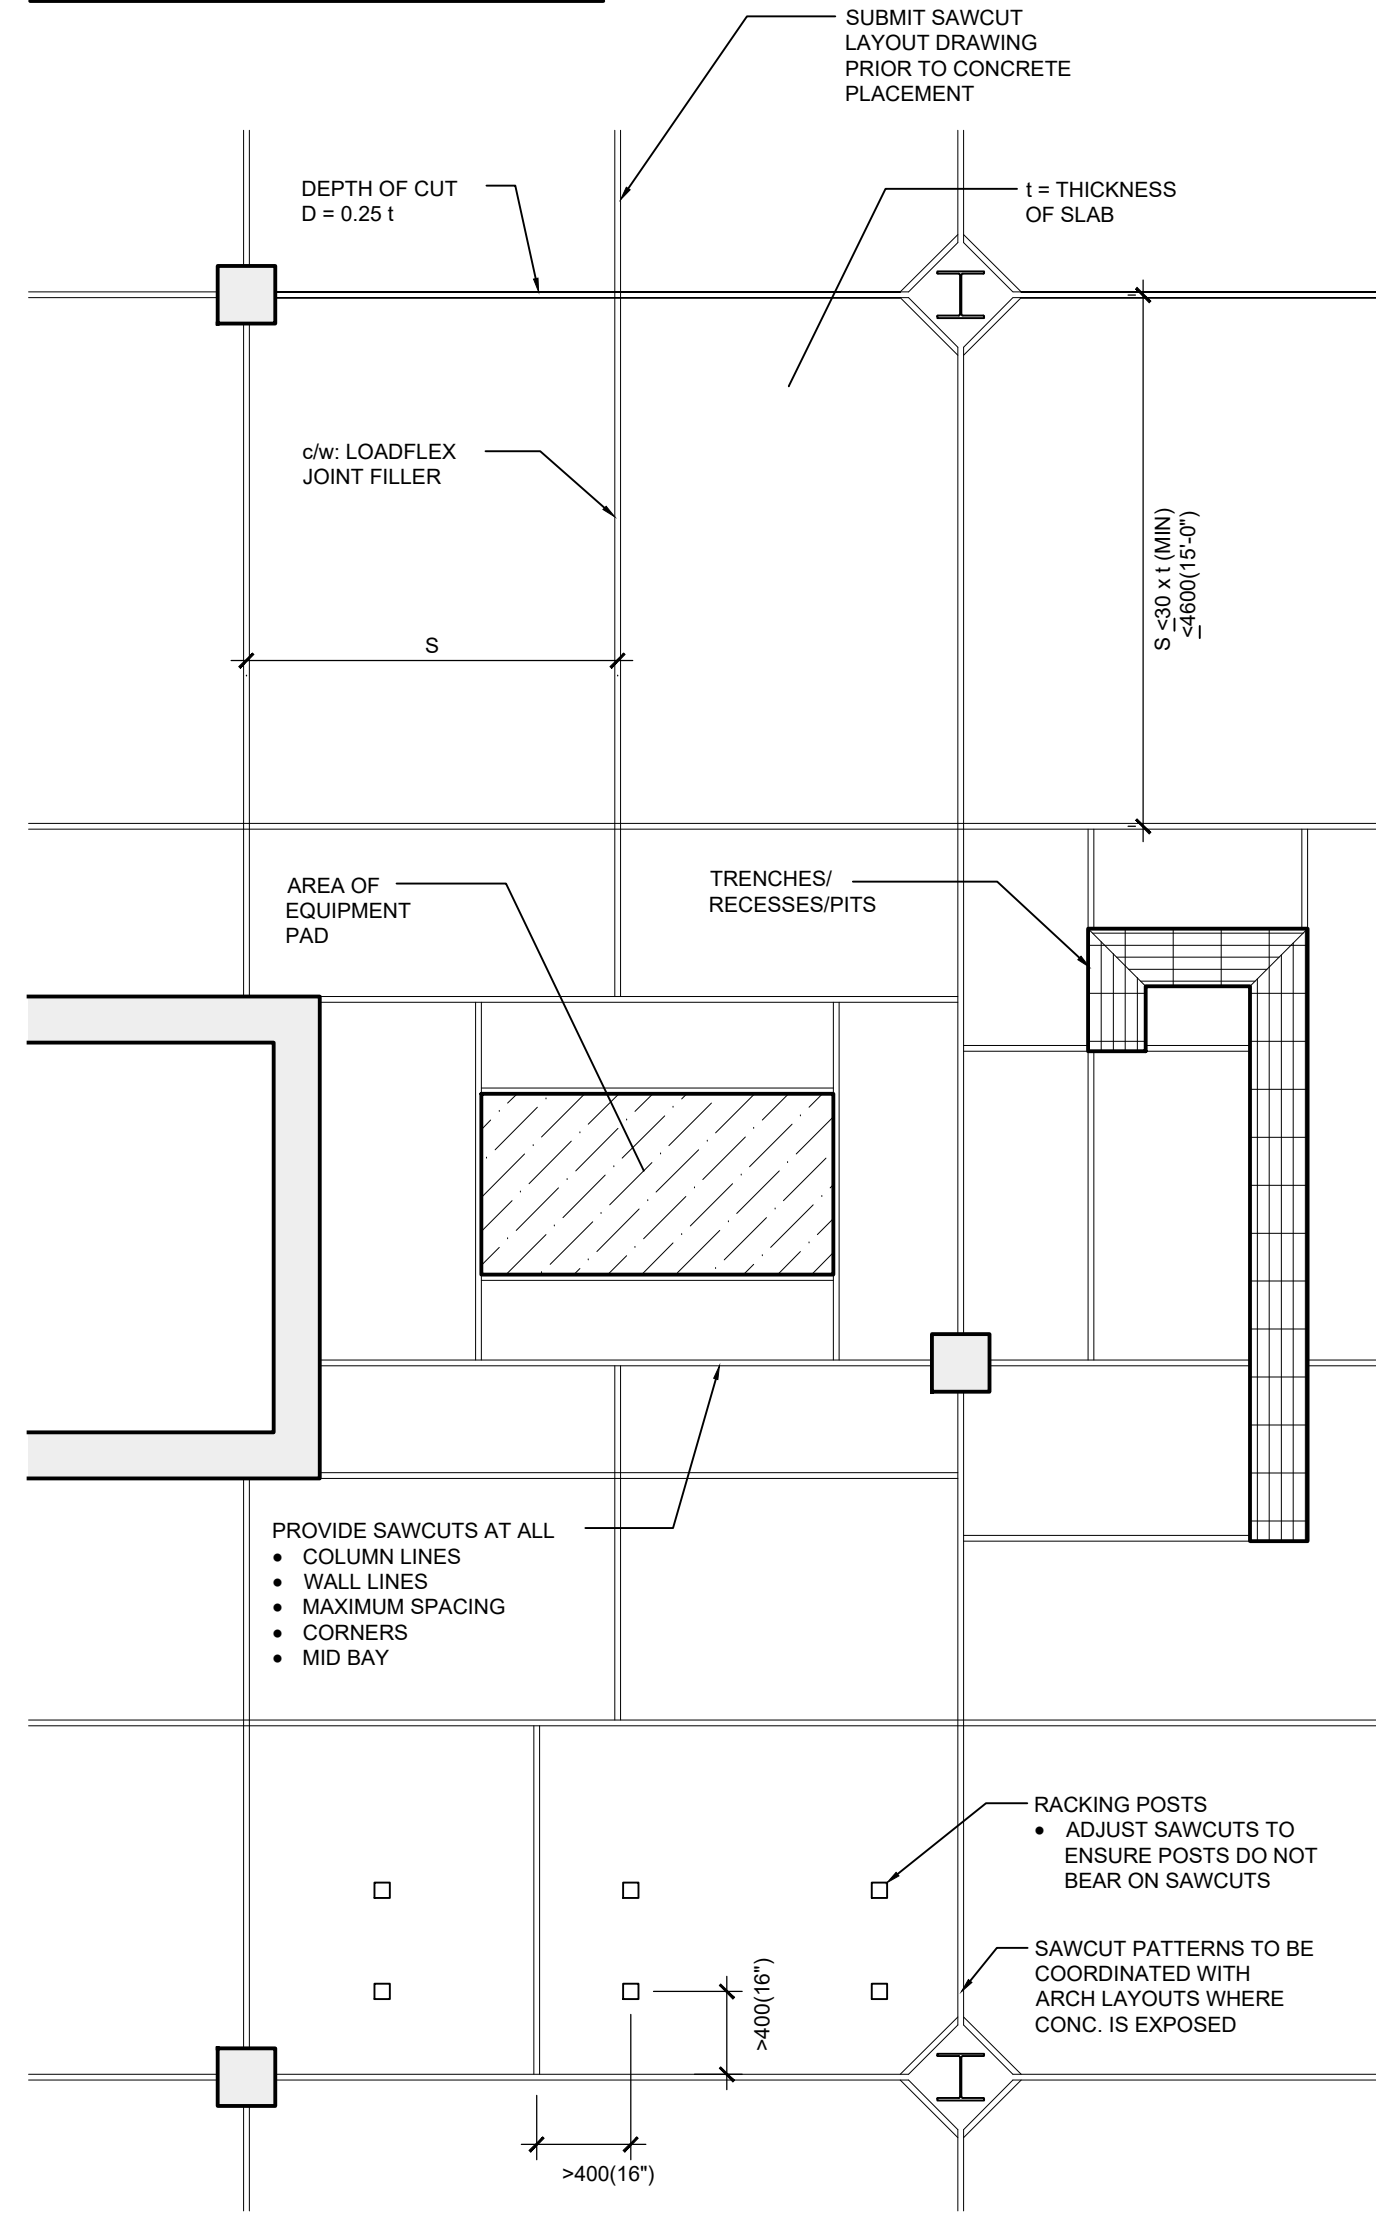 SUBMIT SAWCUT
LAYOUT DRAWING
PRIOR TO CONCRETE
PLACEMENT
DEPTH OF CUT
D = 0.25 t
t = THICKNESS
OF SLAB
c/w: LOADFLEX
JOINT FILLER
S
S <30 x t (MIN)
≤4600(15'-0")
AREA OF
EQUIPMENT
PAD
TRENCHES/
RECESSES/PITS
PROVIDE SAWCUTS AT ALL
• COLUMN LINES
• WALL LINES
• MAXIMUM SPACING
• CORNERS
• MID BAY
RACKING POSTS
• ADJUST SAWCUTS TO
ENSURE POSTS DO NOT
BEAR ON SAWCUTS
SAWCUT PATTERNS TO BE
COORDINATED WITH
ARCH LAYOUTS WHERE
CONC. IS EXPOSED
>400(16")
>400(16")